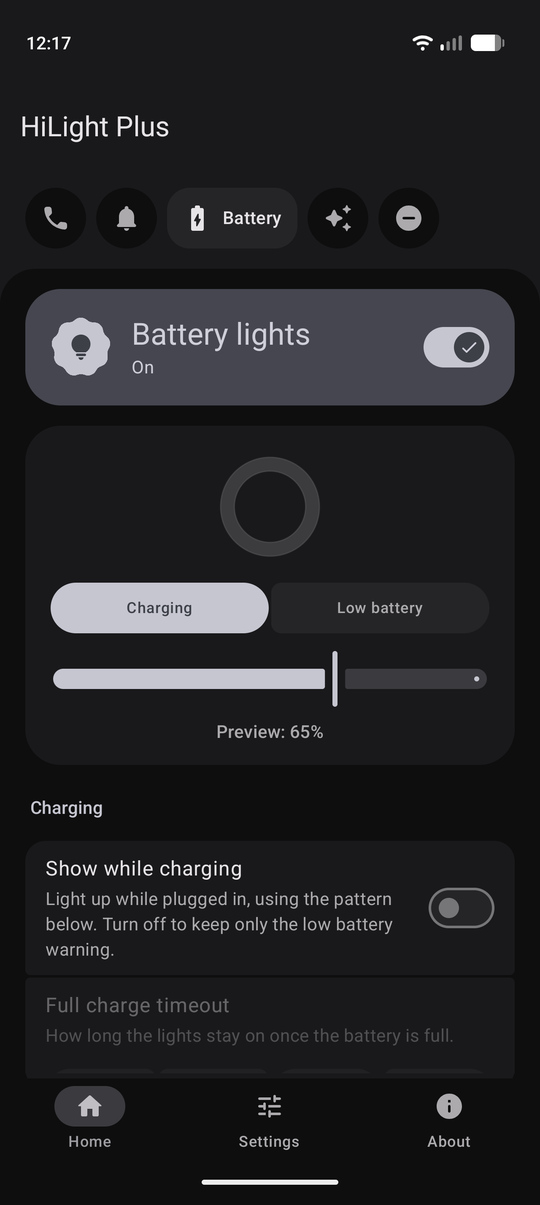 12:17
HiLight Plus
Battery
Battery lights
On
Charging
Low battery
Preview: 65%
Charging
Show while charging
Light up while plugged in, using the pattern
below. Turn off to keep only the low battery
warning.
Full charge timeout
How long the lights stay on once the battery is full.
Home
Settings
About